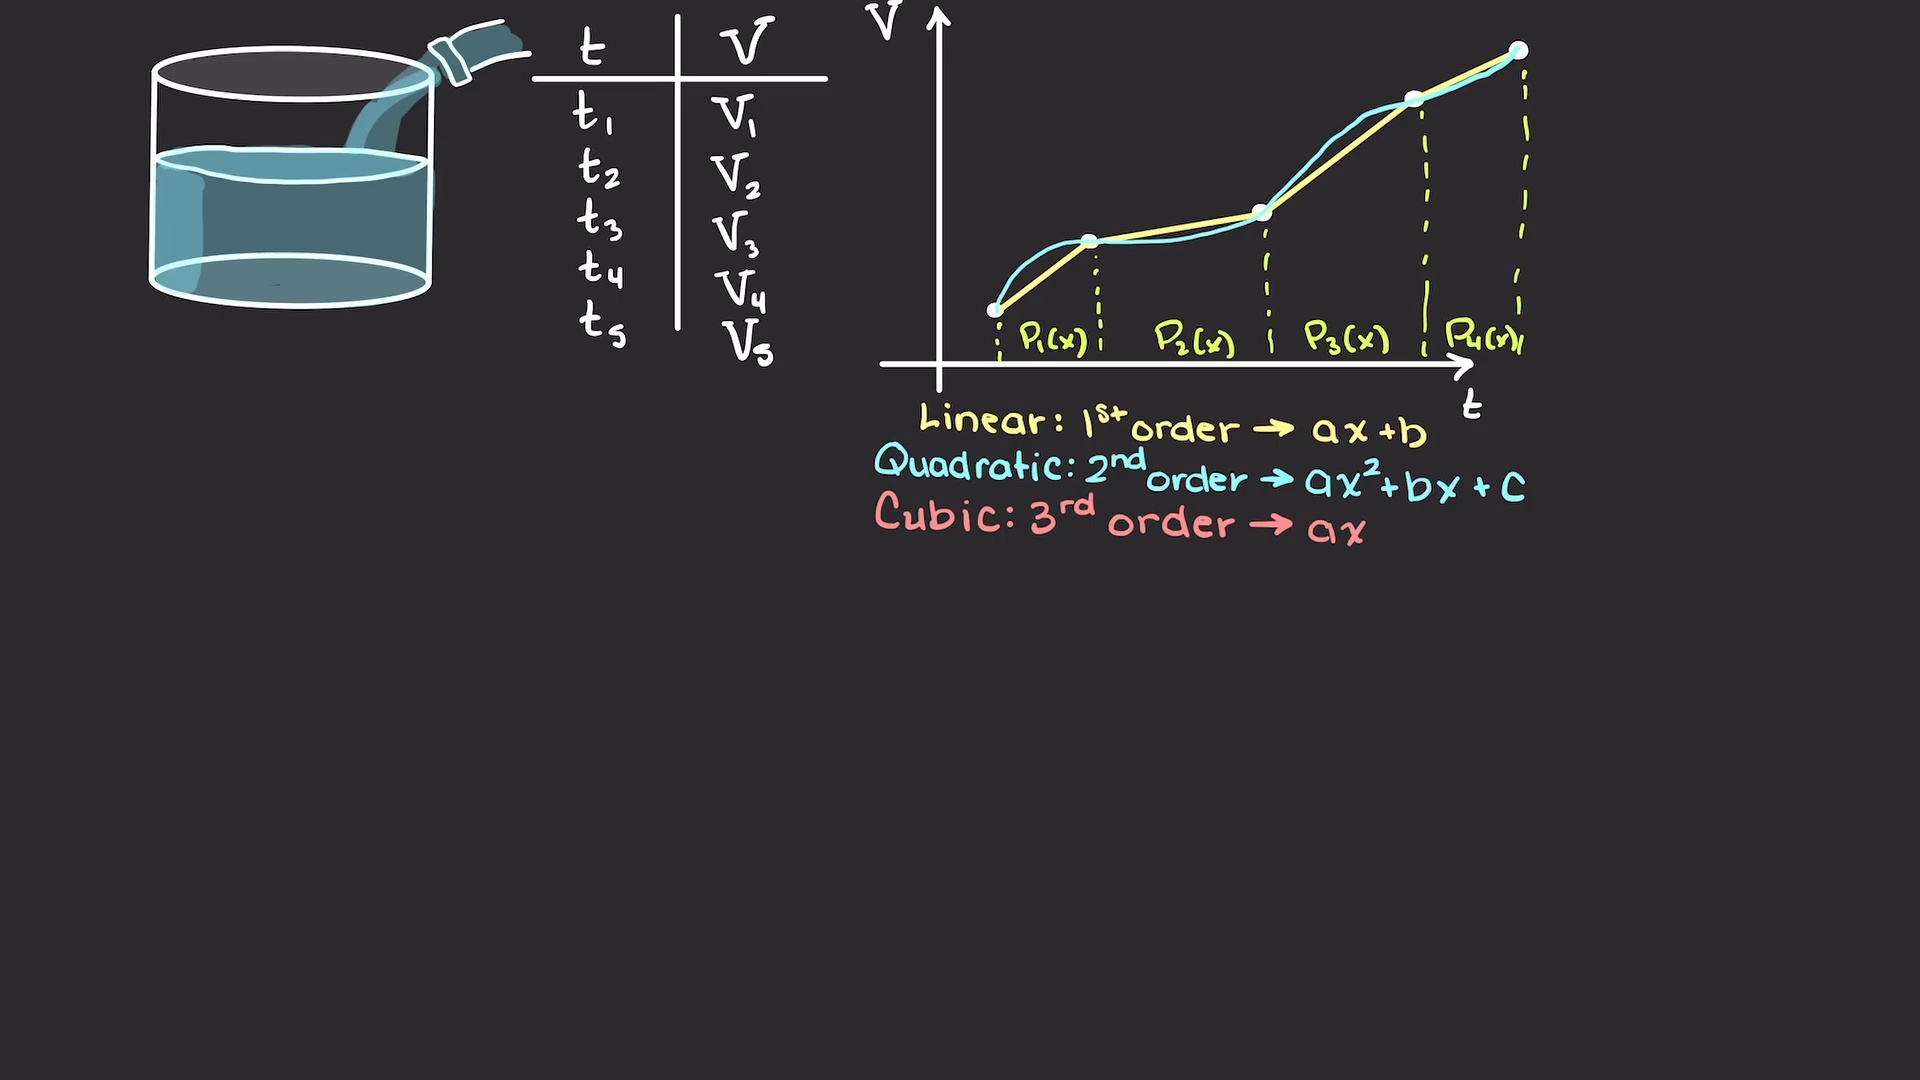 t V
t1 V1
t2 V2
t3 V3
t4 V4
t5 V5
V
P1(x) P2(x) P3(x) P4(x)
t
Linear: 1st order → ax+b
Quadratic: 2nd order → ax²+bx+c
Cubic: 3rd order → ax